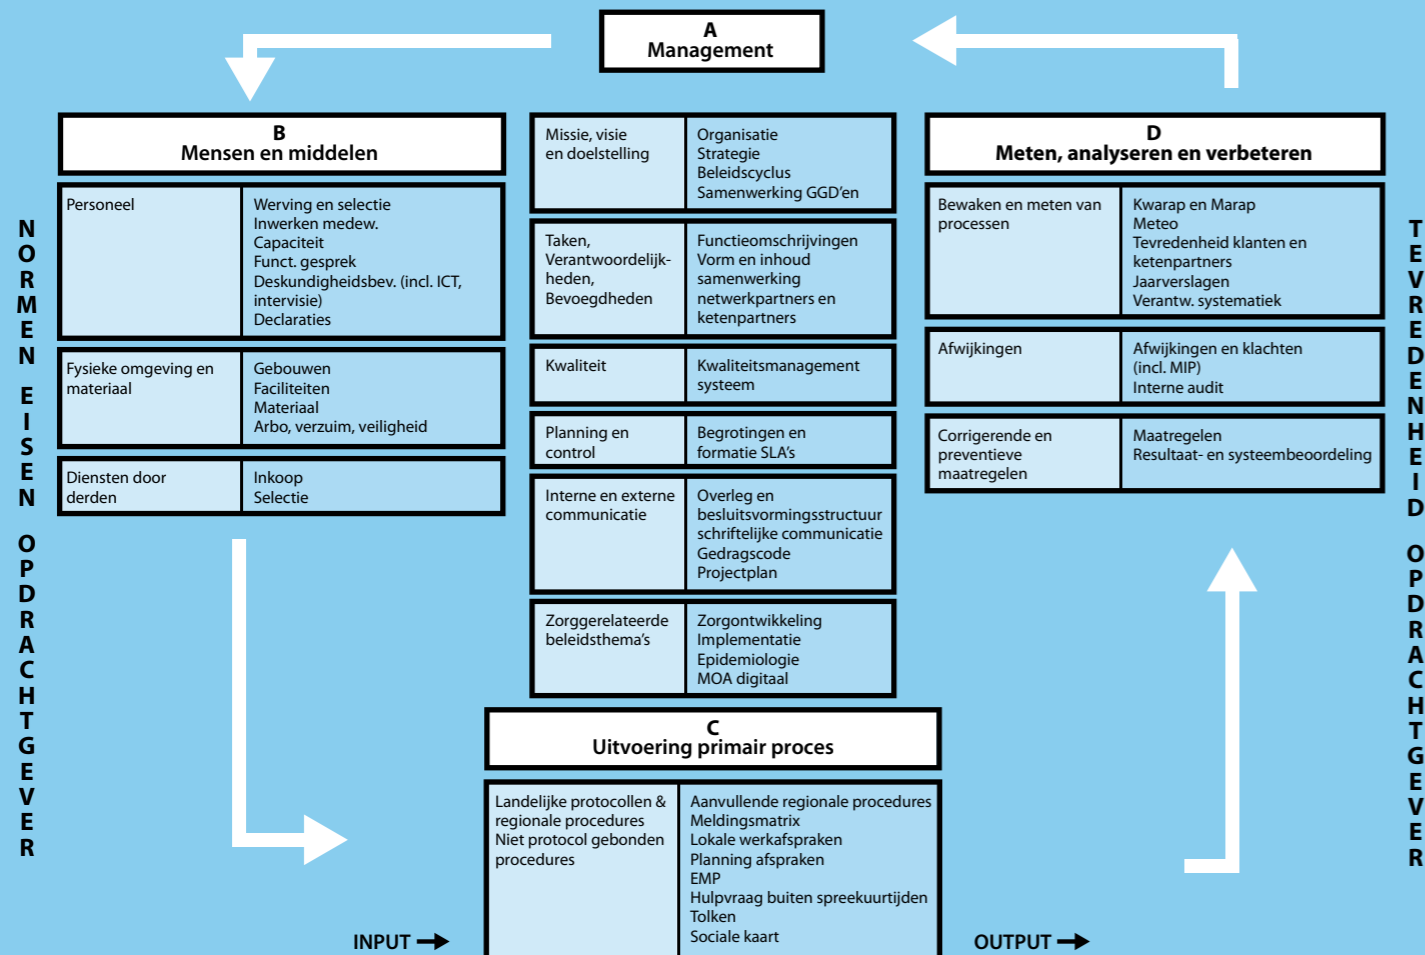 A
Management
B
Mensen en middelen
Personeel
Werving en selectie
Inwerken medew.
Capaciteit
Funct. gesprek
Deskundigheidsbev. (incl. ICT,
intervisie)
Declaraties
Fysieke omgeving en
materiaal
Gebouwen
Faciliteiten
Materiaal
Arbo, verzuim, veiligheid
Diensten door
derden
Inkoop
Selectie
Missie, visie
en doelstelling
Organisatie
Strategie
Beleidscyclus
Samenwerking GGD’en
Taken,
Verantwoordelijk-
heden,
Bevoegdheden
Functieomschrijvingen
Vorm en inhoud
samenwerking
netwerkpartners en
ketenpartners
Kwaliteit
Kwaliteitsmanagement
systeem
Planning en
control
Begrotingen en
formatie SLA’s
Interne en externe
communicatie
Overleg en
besluitsvormingsstructuur
schriftelijke communicatie
Gedragscode
Projectplan
Zorggerelateerde
beleidsthema’s
Zorgontwikkeling
Implementatie
Epidemiologie
MOA digitaal
D
Meten, analyseren en verbeteren
Bewaken en meten van
processen
Kwarap en Marap
Meteo
Tevredenheid klanten en
ketenpartners
Jaarverslagen
Verantw. systematiek
Afwijkingen
Afwijkingen en klachten
(incl. MIP)
Interne audit
Corrigerende en
preventieve
maatregelen
Maatregelen
Resultaat- en systeembeoordeling
C
Uitvoering primair proces
Landelijke protocollen &
regionale procedures
Niet protocol gebonden
procedures
Aanvullende regionale procedures
Meldingsmatrix
Lokale werkafspraken
Planning afspraken
EMP
Hulpvraag buiten spreekuurtijden
Tolken
Sociale kaart
INPUT
OUTPUT
NORMEN EISEN OPDRACHTGEVER
TEVREDENHEID OPDRACHTGEVER